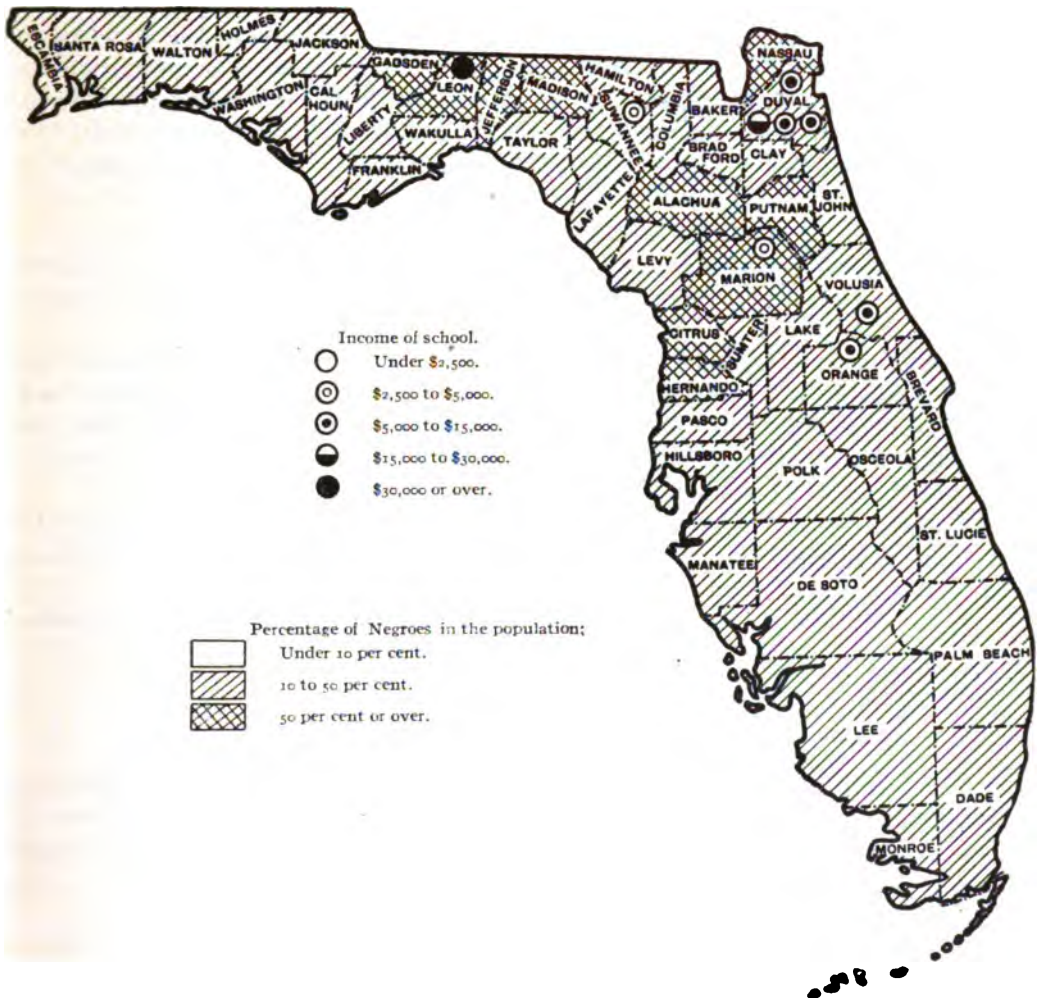 ESCAMBIA
SANTA ROSA
WALTON
HOLMES
WASHINGTON
JACKSON
CAL
HOUN
LIBERTY
FRANKLIN
GADSDEN
LEON
WAKULLA
JEFFERSON
MADISON
TAYLOR
HAMILTON
SUWANNEE
LAFAYETTE
COLUMBIA
BAKER
BRAD
FORD
NASSAU
DUVAL
CLAY
ST.
JOHN
ALACHUA
PUTNAM
LEVY
MARION
VOLUSIA
CITRUS
SUMTER
LAKE
HERNANDO
ORANGE
BREVARD
PASCO
HILLSBORO
POLK
OSCEOLA
ST. LUCIE
MANATEE
DE SOTO
PALM BEACH
LEE
DADE
MONROE
Income of school.
Under $2,500.
$2,500 to $5,000.
$5,000 to $15,000.
$15,000 to $30,000.
$30,000 or over.
Percentage of Negroes in the population;
Under 10 per cent.
10 to 50 per cent.
50 per cent or over.